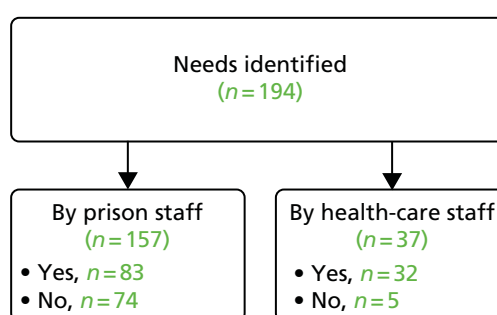 Needs identified
(n=194)
By prison staff
(n=157)
• Yes, n=83
• No, n=74
By health-care staff
(n=37)
• Yes, n=32
• No, n=5